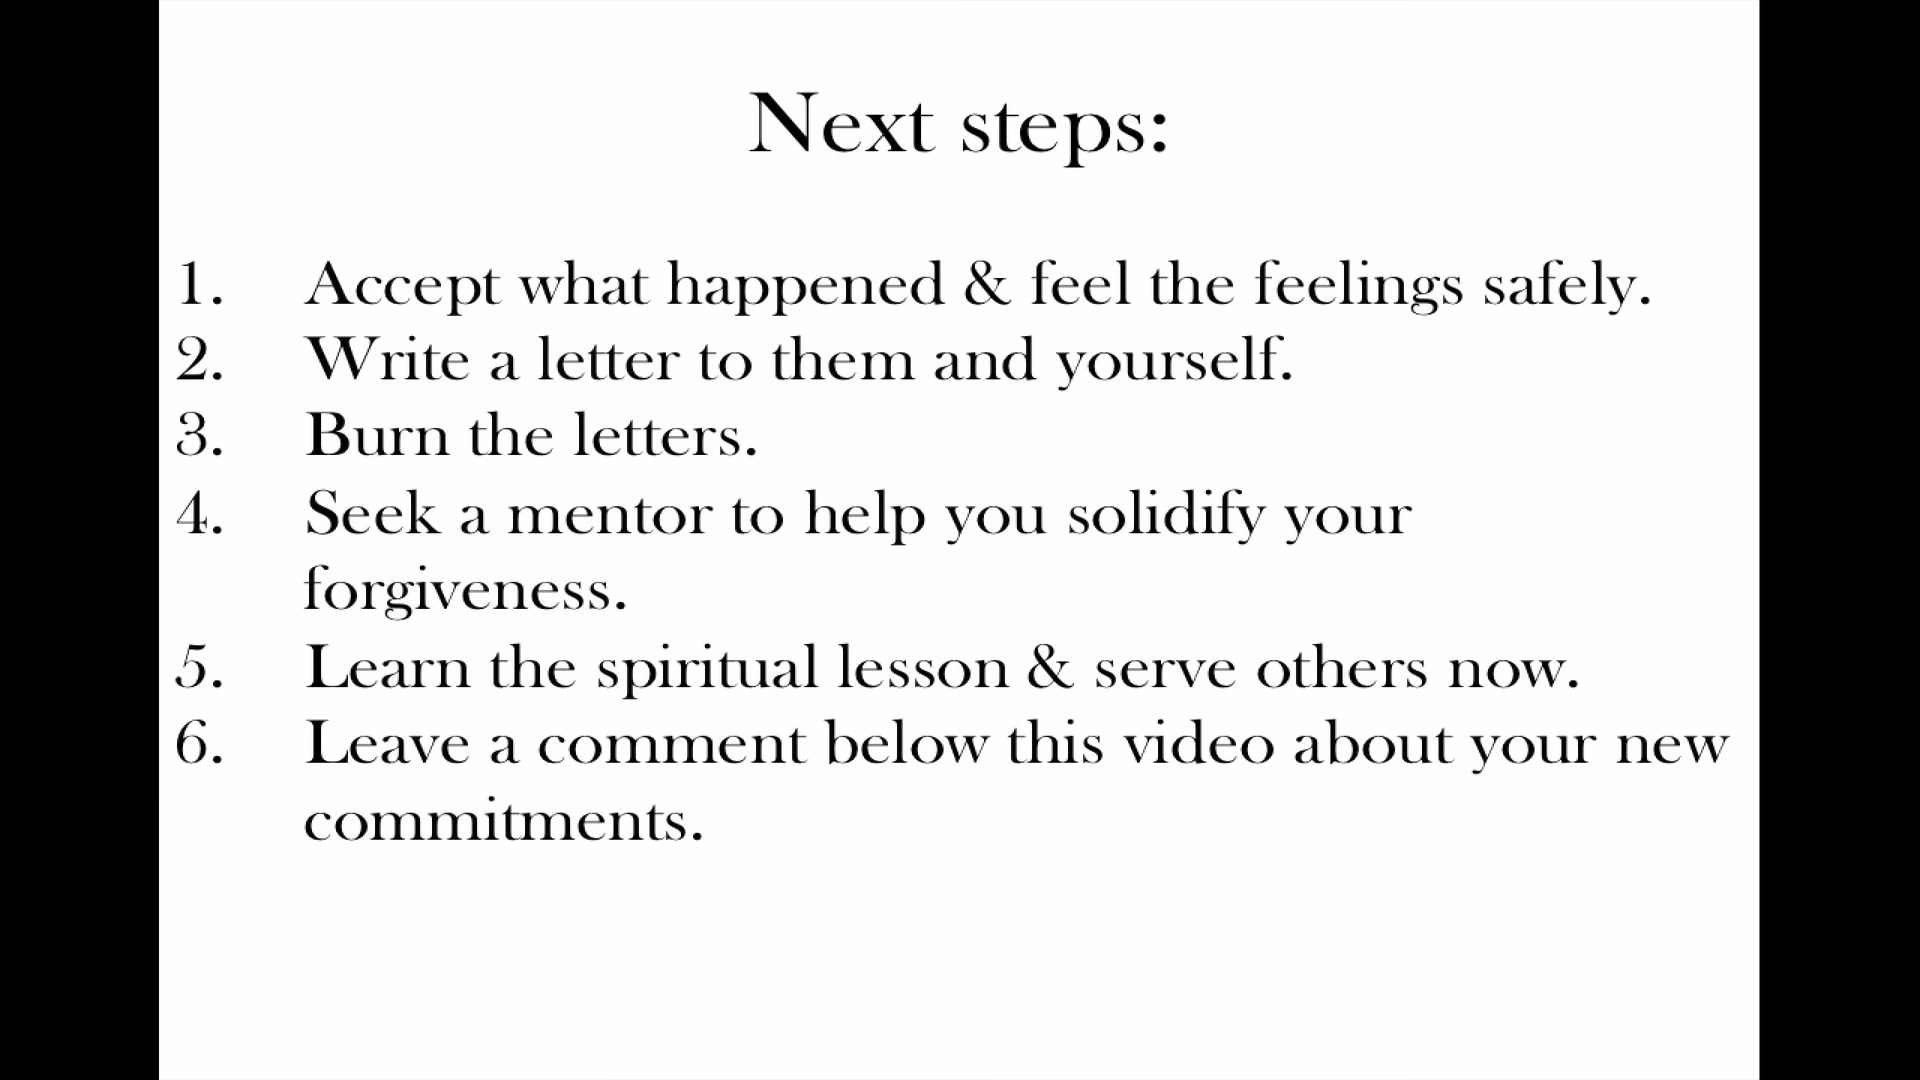 Next steps:
1. Accept what happened & feel the feelings safely.
2. Write a letter to them and yourself.
3. Burn the letters.
4. Seek a mentor to help you solidify your
forgiveness.
5. Learn the spiritual lesson & serve others now.
6. Leave a comment below this video about your new
commitments.